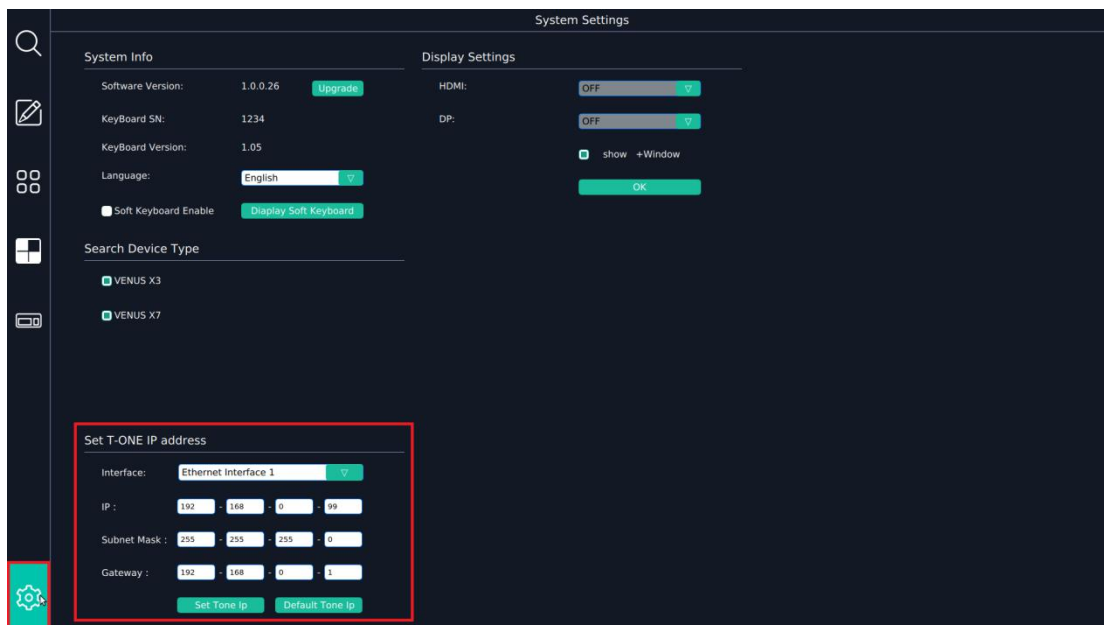 System Settings
System Info
Software Version: 1.0.0.26 Upgrade
KeyBoard SN: 1234
KeyBoard Version: 1.05
Language: English
Soft Keyboard Enable Diaplay Soft Keyboard
Search Device Type
VENUS X3
VENUS X7
Set T-ONE IP address
Interface: Ethernet Interface 1
IP : 192 - 168 - 0 - 99
Subnet Mask : 255 - 255 - 255 - 0
Gateway : 192 - 168 - 0 - 1
Set Tone Ip Default Tone Ip
Display Settings
HDMI: OFF
DP: OFF
show +Window
OK